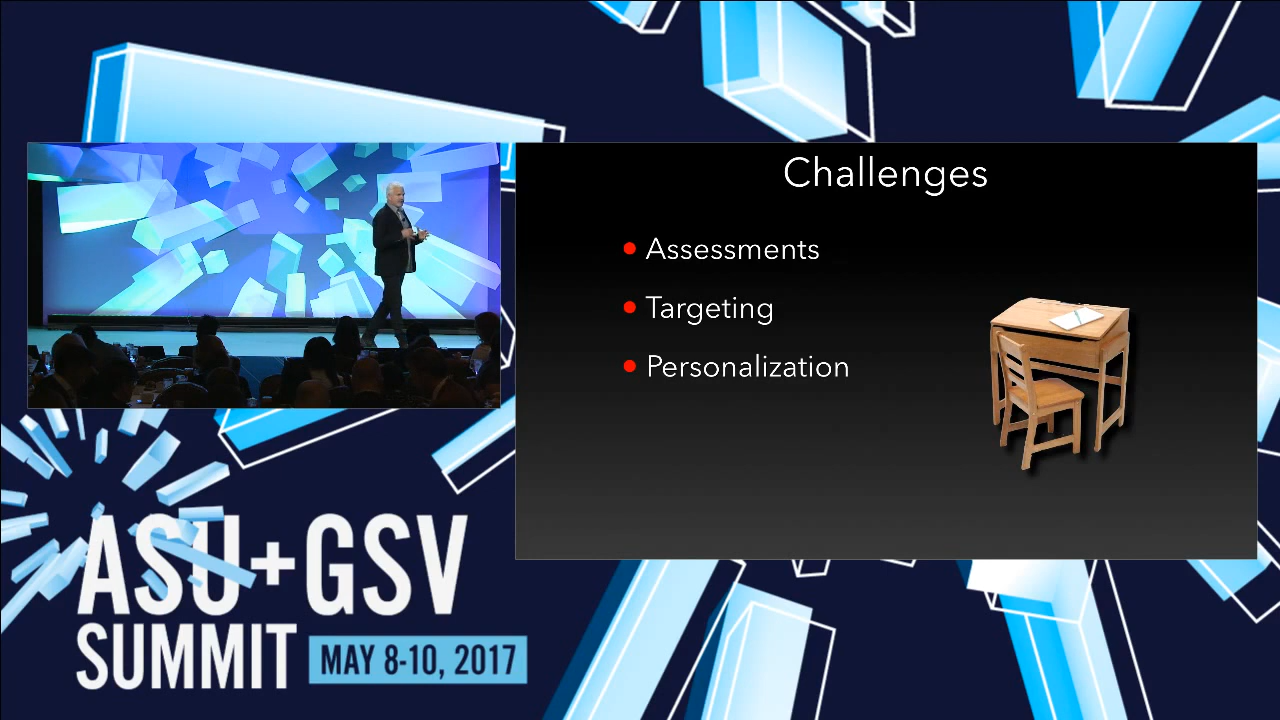 Challenges
Assessments
Targeting
Personalization
ASU+GSV
SUMMIT
MAY 8-10, 2017